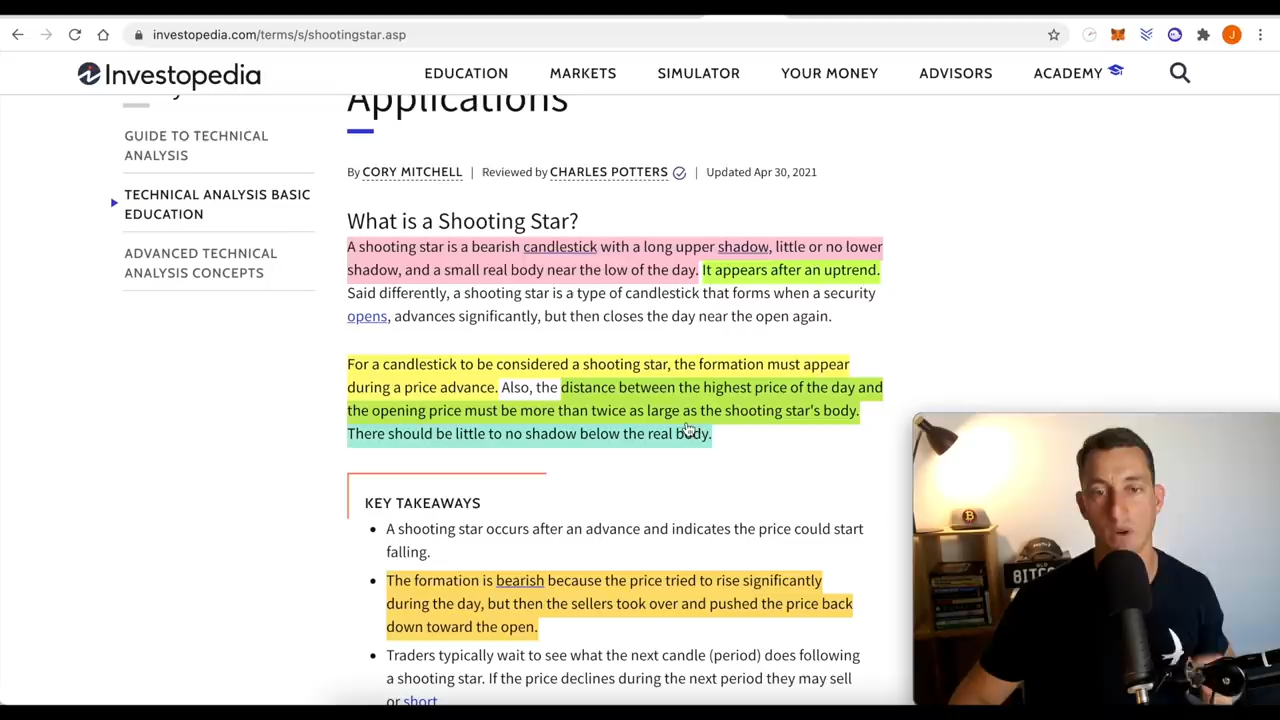 investopedia.com/terms/s/shootingstar.asp
J
Investopedia
EDUCATION MARKETS SIMULATOR YOUR MONEY ADVISORS ACADEMY
Applications
GUIDE TO TECHNICAL
ANALYSIS
TECHNICAL ANALYSIS BASIC
EDUCATION
ADVANCED TECHNICAL
ANALYSIS CONCEPTS
By CORY MITCHELL | Reviewed by CHARLES POTTERS | Updated Apr 30, 2021
What is a Shooting Star?
A shooting star is a bearish candlestick with a long upper shadow, little or no lower
shadow, and a small real body near the low of the day. It appears after an uptrend.
Said differently, a shooting star is a type of candlestick that forms when a security
opens, advances significantly, but then closes the day near the open again.
For a candlestick to be considered a shooting star, the formation must appear
during a price advance. Also, the distance between the highest price of the day and
the opening price must be more than twice as large as the shooting star's body.
There should be little to no shadow below the real body.
KEY TAKEAWAYS
• A shooting star occurs after an advance and indicates the price could start
falling.
• The formation is bearish because the price tried to rise significantly
during the day, but then the sellers took over and pushed the price back
down toward the open.
• Traders typically wait to see what the next candle (period) does following
a shooting star. If the price declines during the next period they may sell
or short.